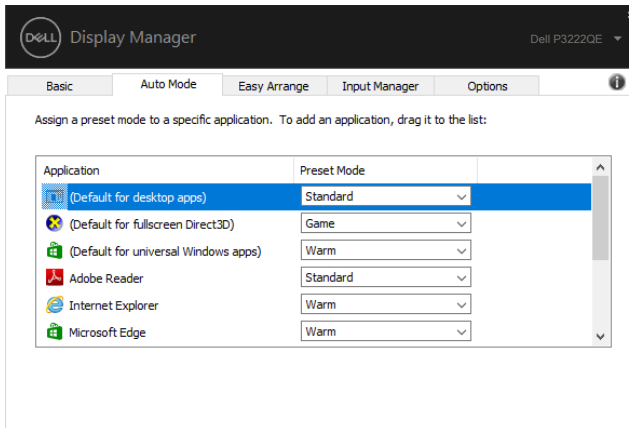 DELL Display Manager
Dell P3222QE
Basic Auto Mode Easy Arrange Input Manager Options
Assign a preset mode to a specific application. To add an application, drag it to the list:
Application Preset Mode
(Default for desktop apps) Standard
(Default for fullscreen Direct3D) Game
(Default for universal Windows apps) Warm
Adobe Reader Standard
Internet Explorer Warm
Microsoft Edge Warm